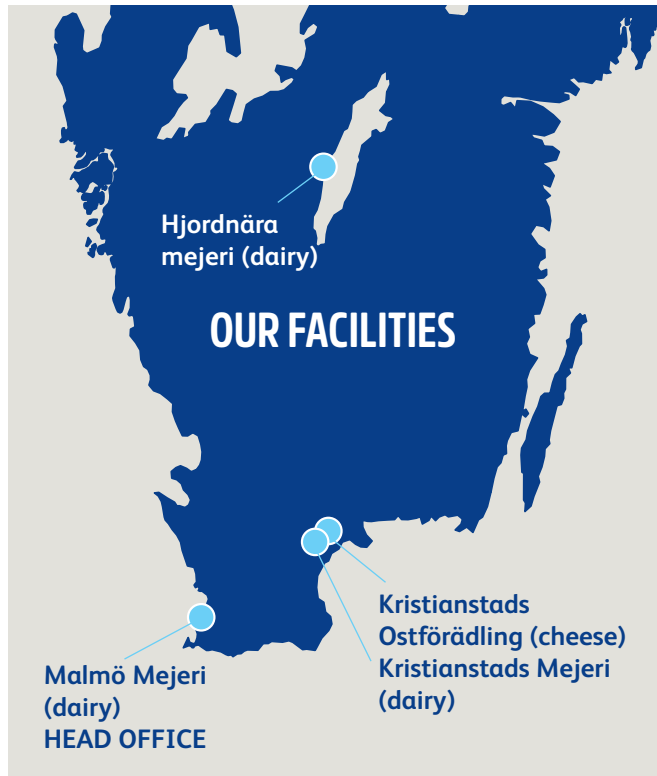 Hjordnära
mejeri (dairy)
OUR FACILITIES
Kristianstads
Ostförädling (cheese)
Kristianstads Mejeri
(dairy)
Malmö Mejeri
(dairy)
HEAD OFFICE